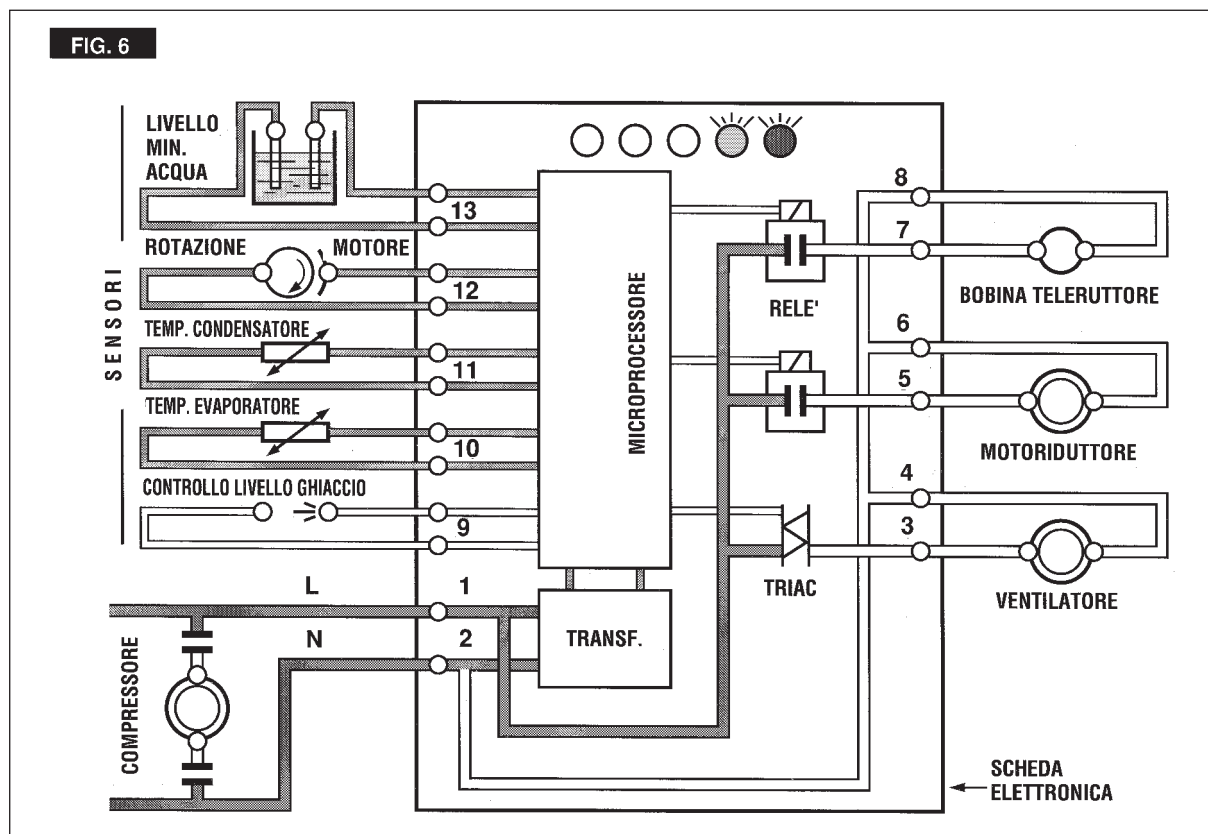 FIG. 6
LIVELLO
MIN.
ACQUA
13
ROTAZIONE MOTORE
12
TEMP. CONDENSATORE
11
TEMP. EVAPORATORE
10
CONTROLLO LIVELLO GHIACCIO
9
SENSORI
L
1
N
2
COMPRESSORE
MICROPROCESSORE
TRANSF.
RELE'
TRIAC
8
7
BOBINA TELERUTTORE
6
5
MOTORIDUTTORE
4
3
VENTILATORE
SCHEDA
ELETTRONICA